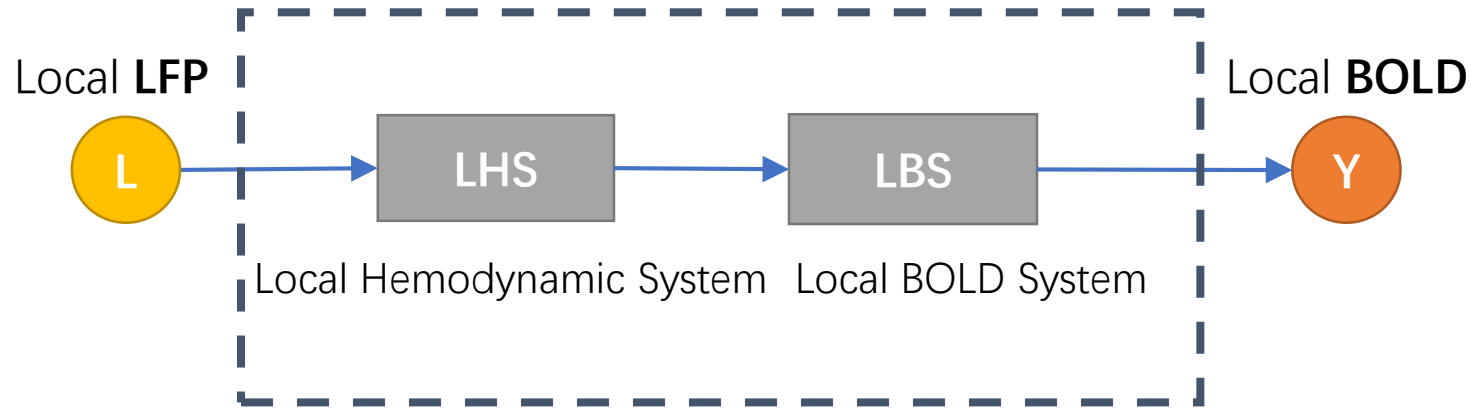 Local LFP
Local BOLD
L
LHS
LBS
Y
Local Hemodynamic System
Local BOLD System